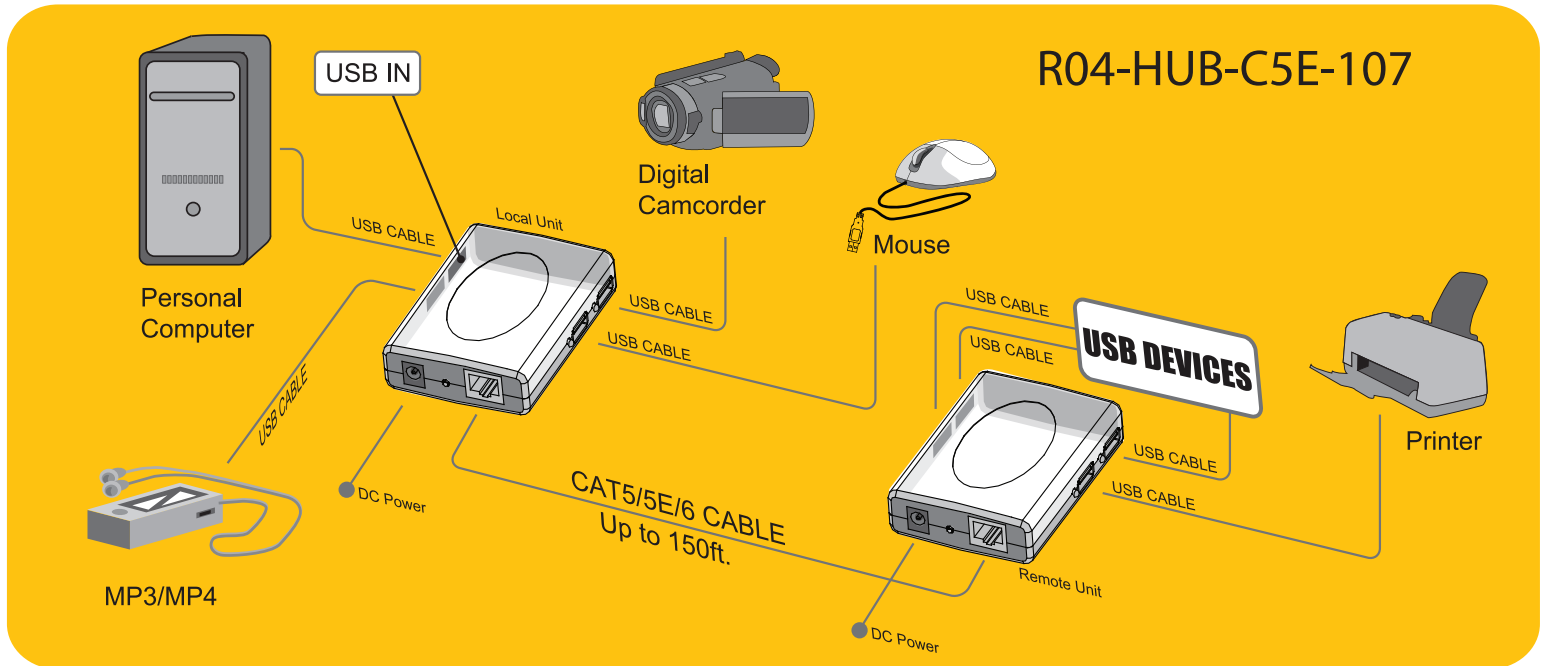 R04-HUB-C5E-107
USB IN
Digital
Camcorder
Mouse
Local Unit
USB CABLE
Personal
Computer
USB CABLE
USB CABLE
USB CABLE
USB CABLE
USB CABLE
USB DEVICES
Printer
USB CABLE
USB CABLE
DC Power
CAT5/5E/6 CABLE
Up to 150ft.
MP3/MP4
Remote Unit
DC Power